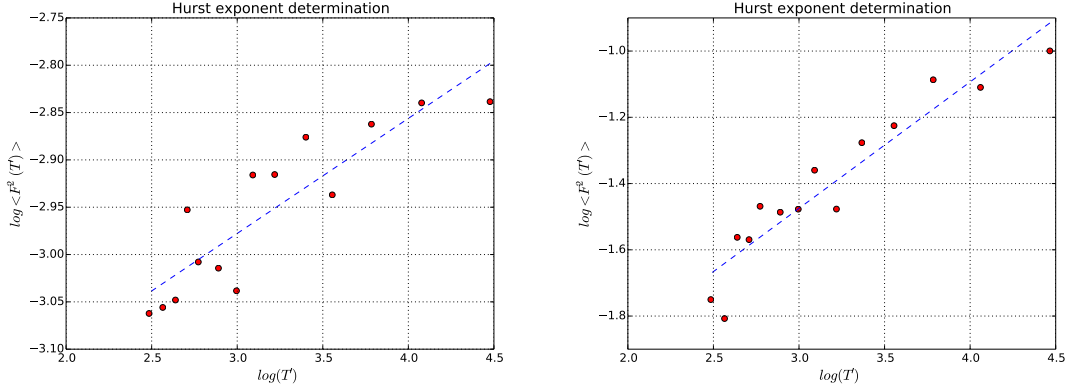 Hurst exponent determination
−2.75
−2.80
−2.85
−2.90
−2.95
−3.00
−3.05
−3.10
2.0 2.5 3.0 3.5 4.0 4.5
log(T′)
log < F² (T′) >
Hurst exponent determination
−1.0
−1.2
−1.4
−1.6
−1.8
2.0 2.5 3.0 3.5 4.0 4.5
log(T′)
log < F² (T′) >